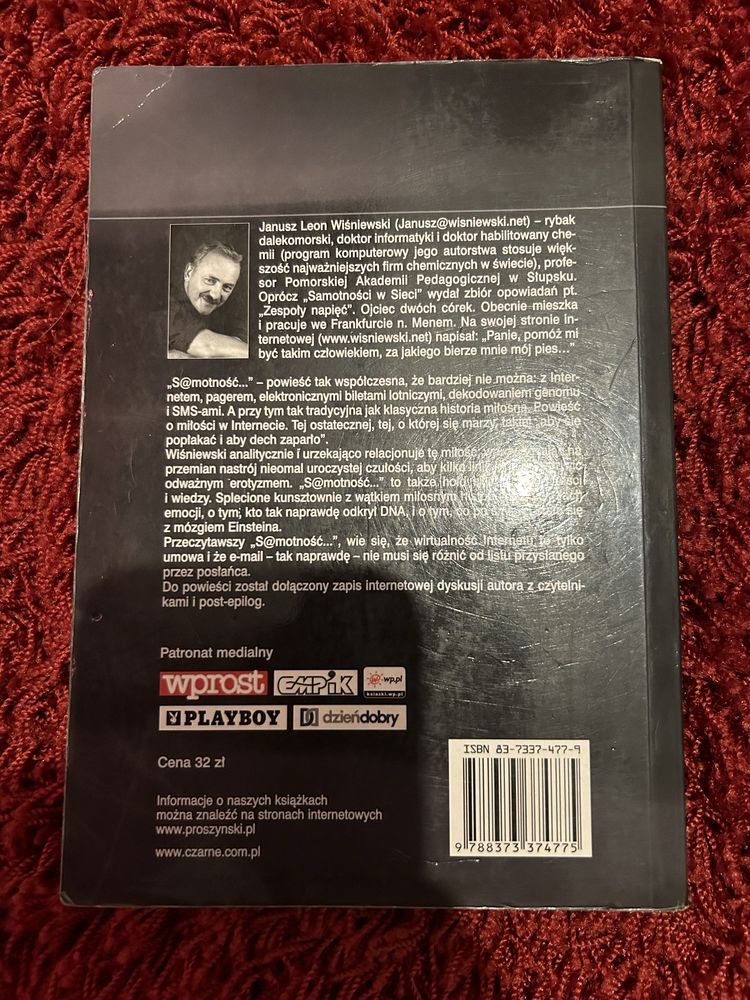 Janusz Leon Wiśniewski (Janusz@wisniewski.net) – rybak
dalekomorski, doktor informatyki i doktor habilitowany che-
mii (program komputerowy jego autorstwa stosuje więk-
szość najważniejszych firm chemicznych w świecie), profe-
sor Pomorskiej Akademii Pedagogicznej w Słupsku.
Oprócz „Samotności w Sieci” wydał zbiór opowiadań pt.
„Zespoły napięć”. Ojciec dwóch córek. Obecnie mieszka
i pracuje we Frankfurcie n. Menem. Na swojej stronie in-
ternetowej (www.wisniewski.net) napisał: „Panie, pomóż mi
być takim człowiekiem, za jakiego bierze mnie mój pies...”
„S@motność...” – powieść tak współczesna, że bardziej nie można: z Inter-
netem, pagerem, elektronicznymi biletami lotniczymi, dekodowaniem genomu
i SMS-ami. A przy tym tak tradycyjna jak klasyczna historia miłosna. Powieść
o miłości w Internecie. Tej ostatecznej, tej, o której się marzy, takiej „aby się
popłakać i aby dech zaparło”.
Wiśniewski analitycznie i urzekająco relacjonuje tę miłość, na
przemian nastrój nieomal uroczystej czułości, aby kilka
odważnym erotyzmem. „S@motność...” to także hołd
i wiedzy. Splecione kunsztownie z wątkiem miłosnym
emocji, o tym, kto tak naprawdę odkrył DNA, i o tym, co po się
z mózgiem Einsteina.
Przeczytawszy „S@motność...”, wie się, że wirtualność Internetu to tylko
umowa i że e-mail – tak naprawdę – nie musi się różnić od listu przysłanego
przez posłańca.
Do powieści został dołączony zapis internetowej dyskusji autora z czytelni-
kami i post-epilog.
Patronat medialny
wprost EMPiK wp.pl
ksiazki.wp.pl
PLAYBOY dzieńdobry
Cena 32 zł
ISBN 83-7337-477-9
Informacje o naszych książkach
można znaleźć na stronach internetowych
www.proszynski.pl
www.czarne.com.pl
9 788373 374775